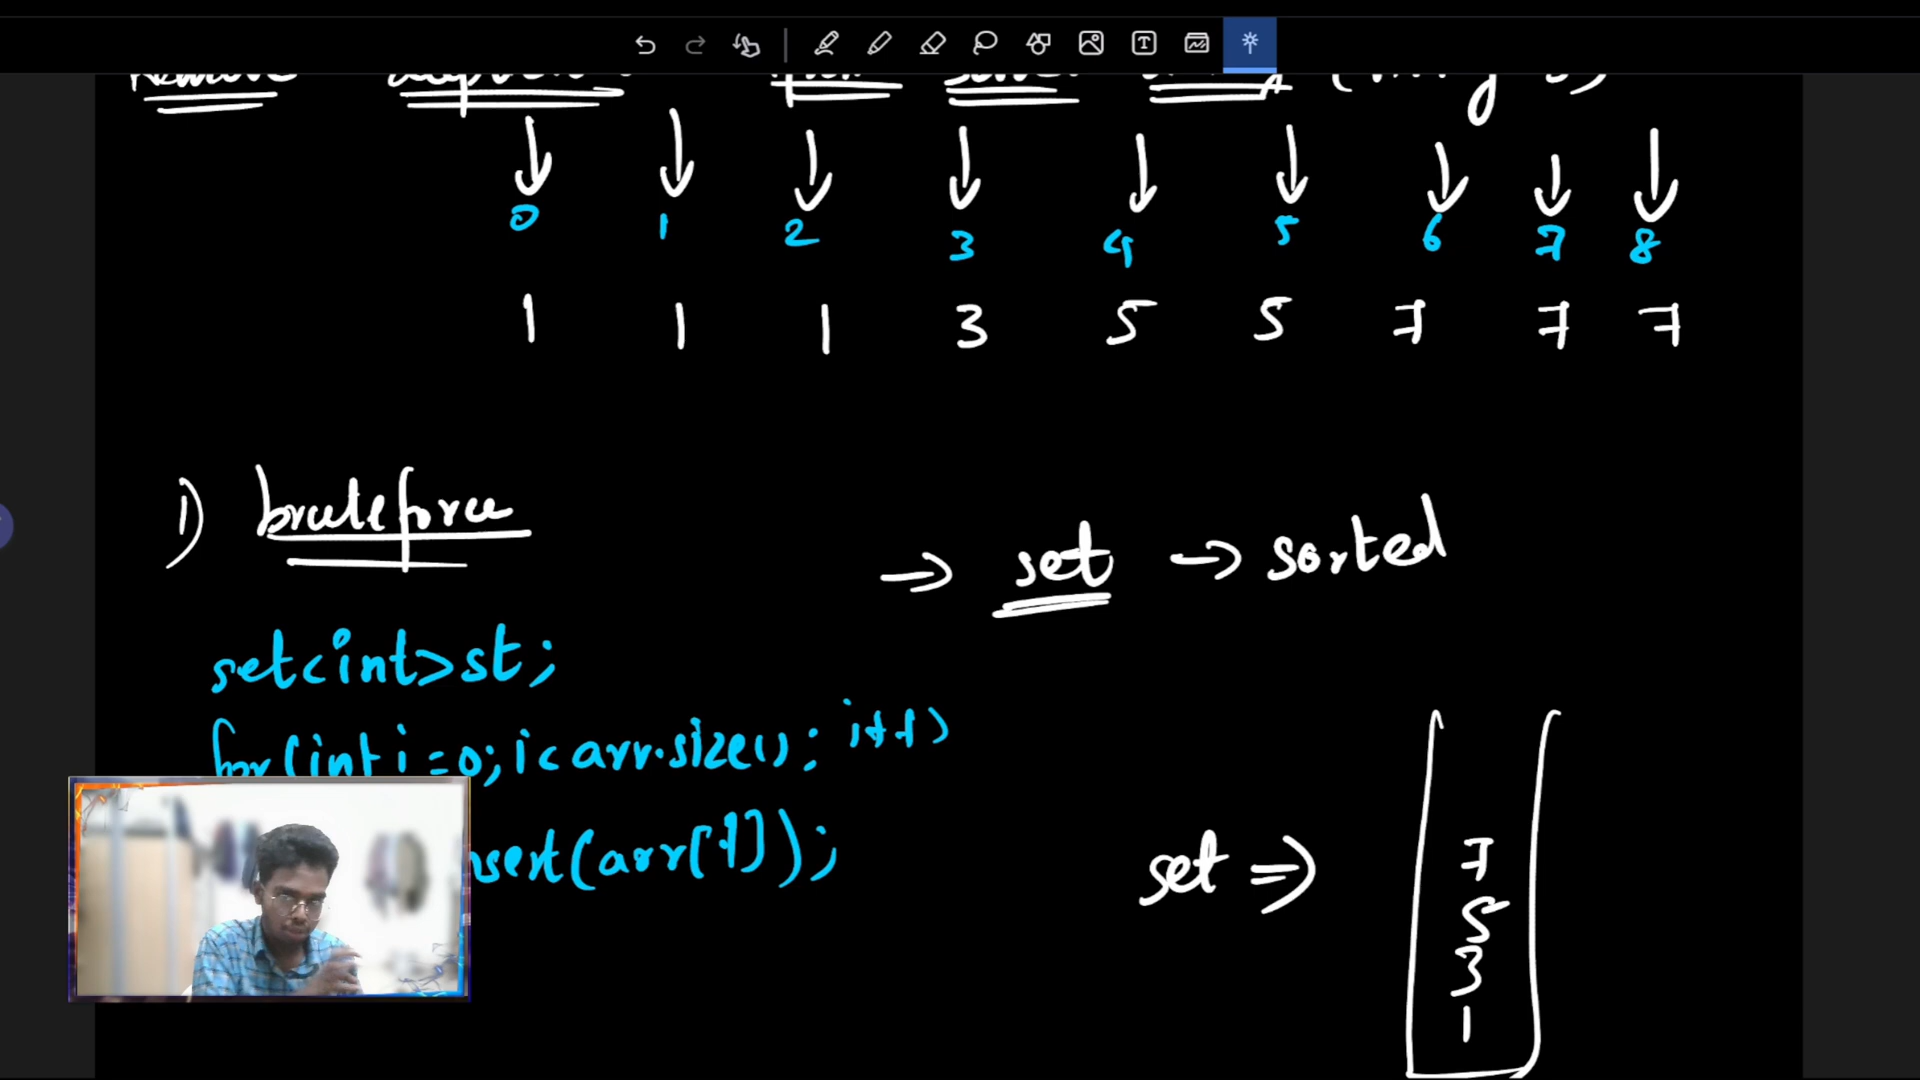 0 1 2 3 4 5 6 7 8
1 1 1 3 5 5 7 7 7
1) bruteforce
→ set → sorted
set<int>st;
for(int i=0; i< arr.size(); i++)
nsert(arr[i]);
set ⇒
7
5
3
1